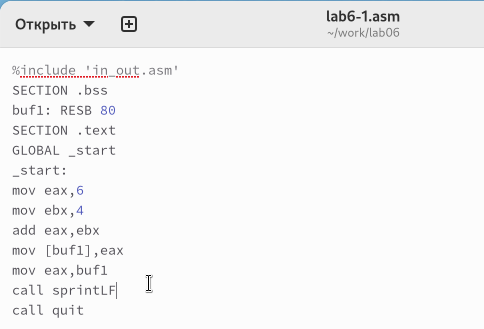 Открыть
lab6-1.asm
~/work/lab06
%include 'in_out.asm'
SECTION .bss
buf1: RESB 80
SECTION .text
GLOBAL _start
_start:
mov eax,6
mov ebx,4
add eax,ebx
mov [buf1],eax
mov eax,buf1
call sprintLF
call quit